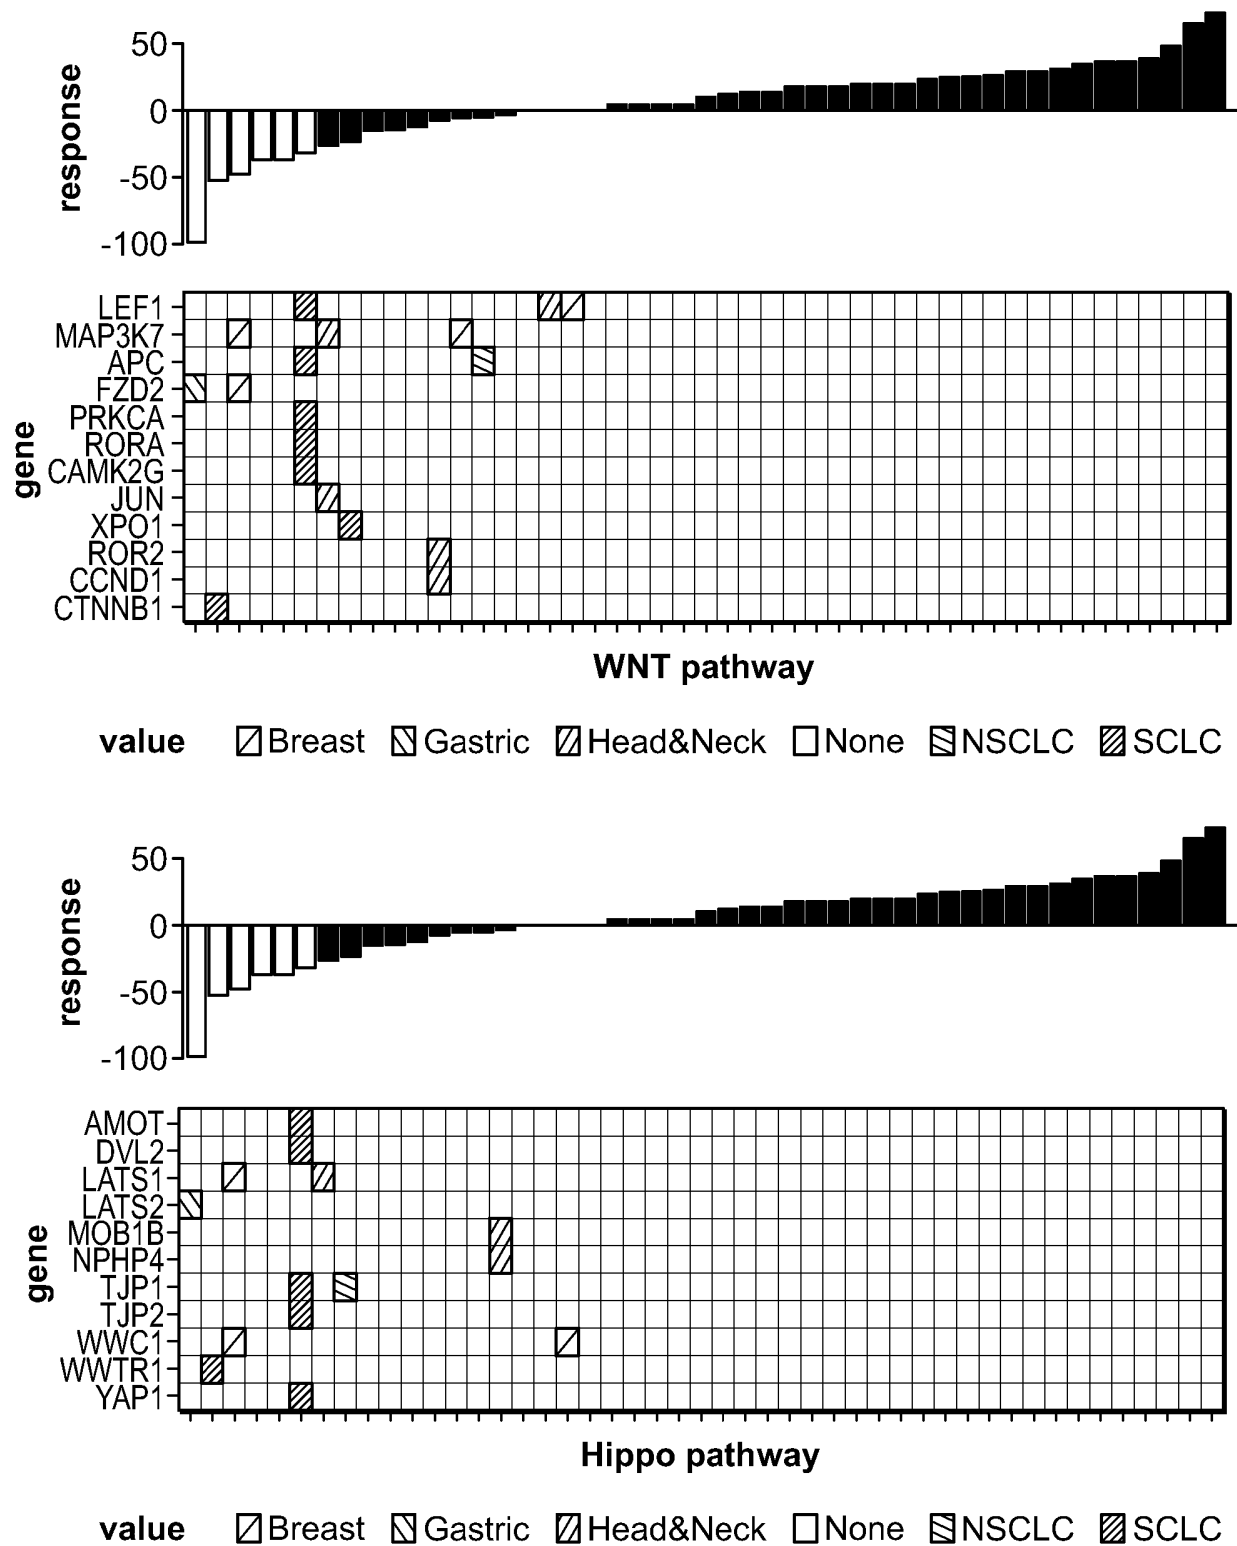 50
0
-50
-100
response
LEF1
MAP3K7
APC
FZD2
PRKCA
RORA
CAMK2G
JUN
XPO1
ROR2
CCND1
CTNNB1
gene
WNT pathway
value Breast Gastric Head&Neck None NSCLC SCLC
50
0
-50
-100
response
AMOT
DVL2
LATS1
LATS2
MOB1B
NPHP4
TJP1
TJP2
WWC1
WWTR1
YAP1
gene
Hippo pathway
value Breast Gastric Head&Neck None NSCLC SCLC